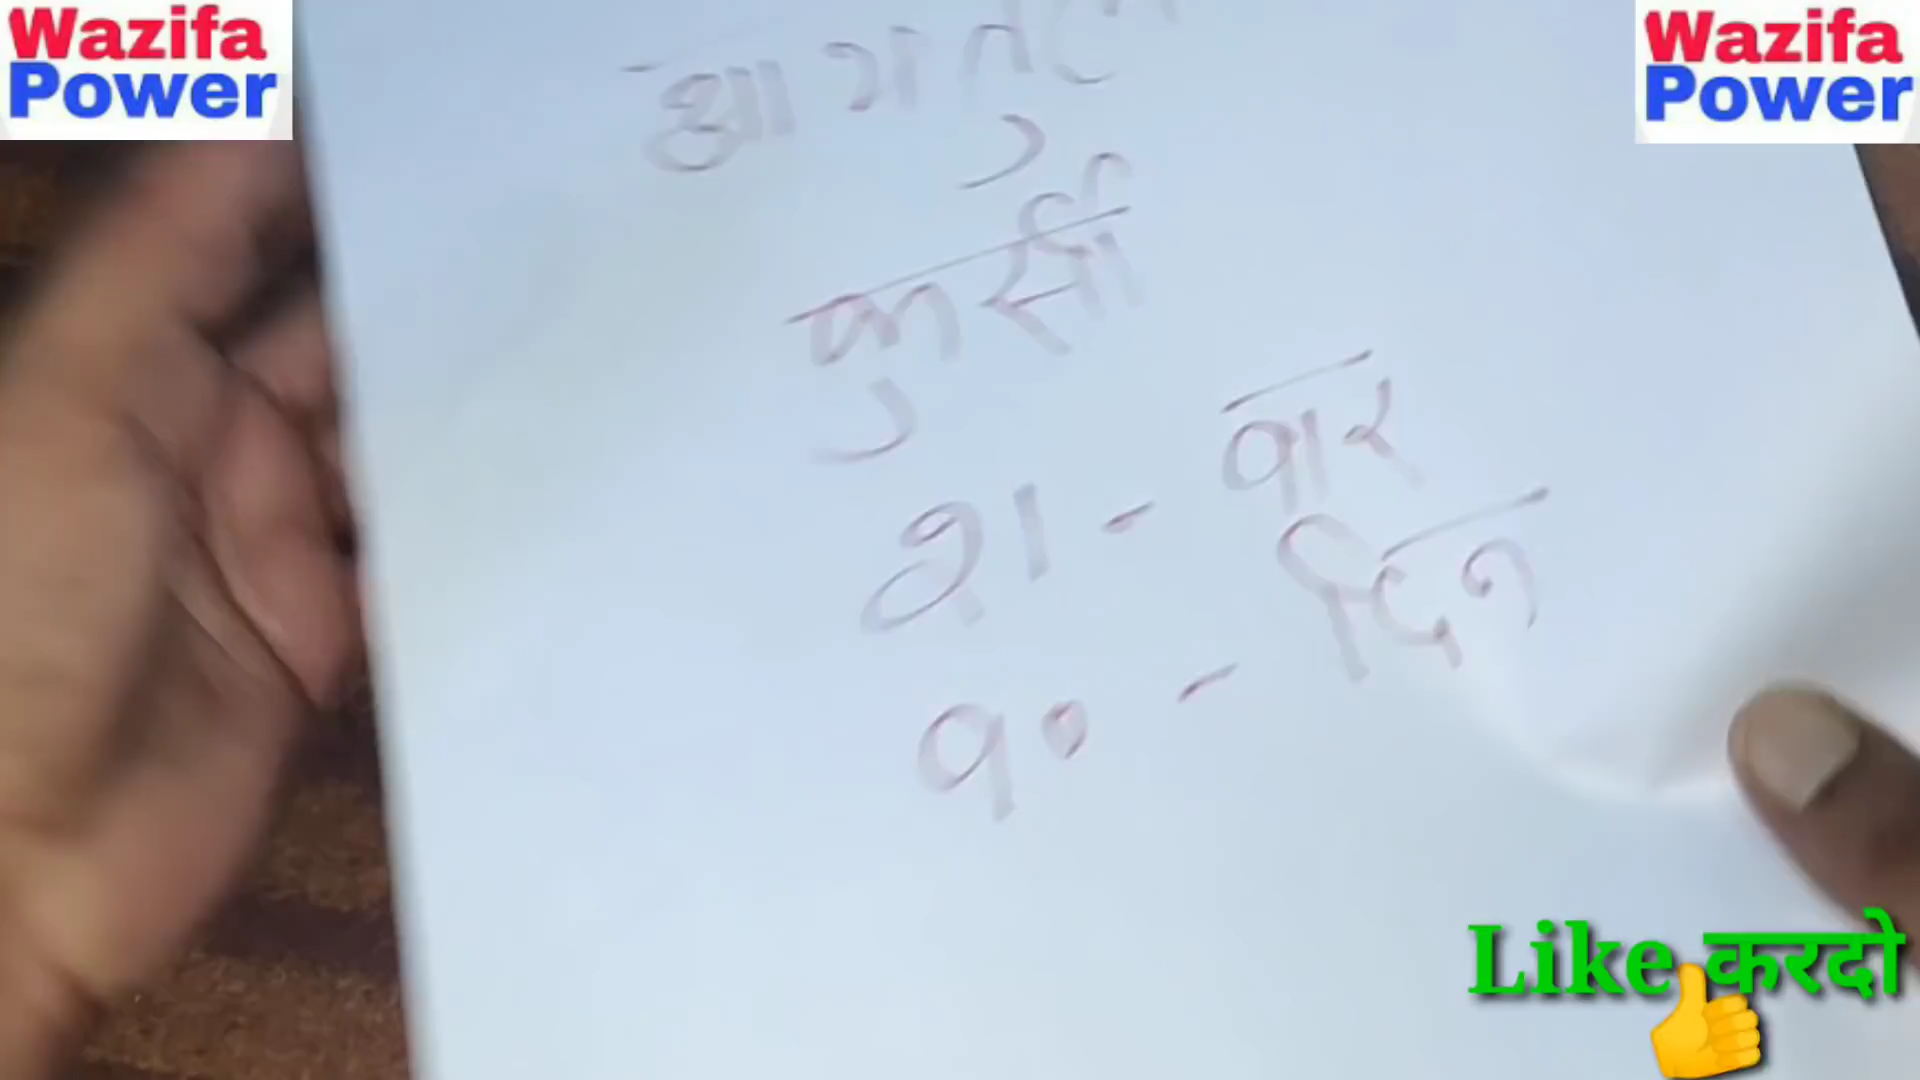 Wazifa
Power
Wazifa
Power
कुर्सी
२१ - बार
१० - दिन
Like करदो